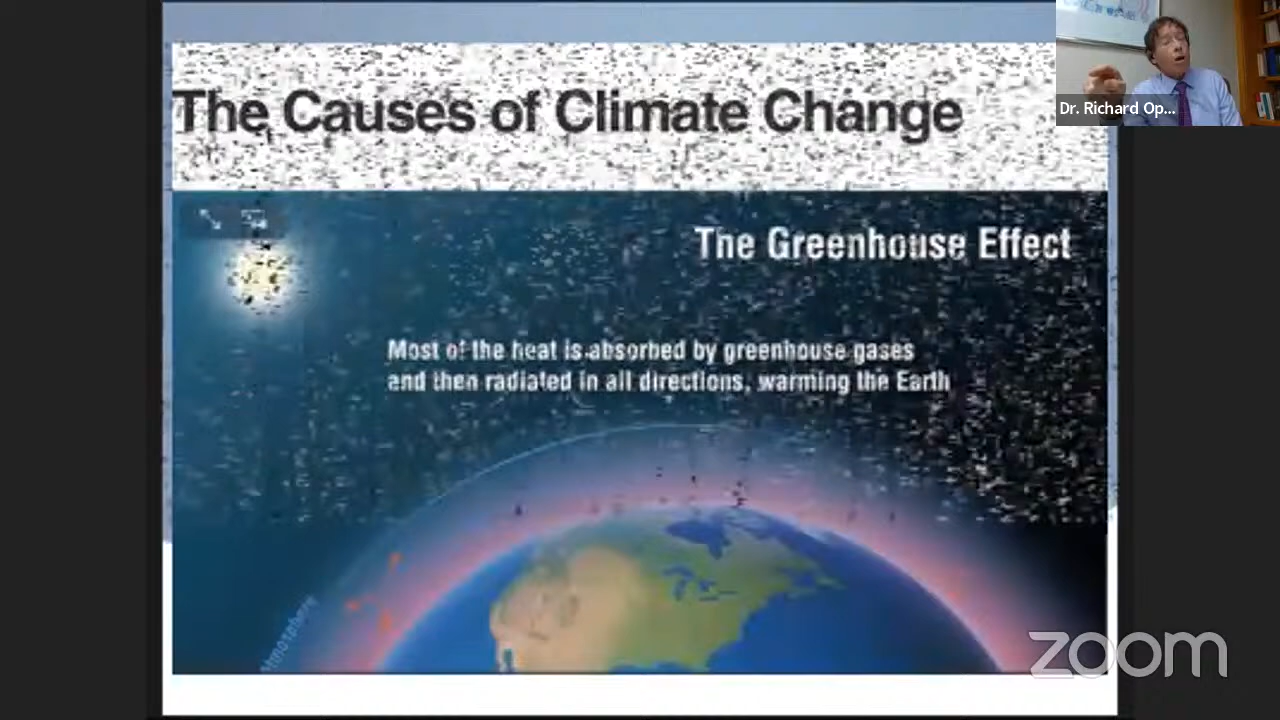 The Causes of Climate Change
Dr. Richard Op...
The Greenhouse Effect
Most of the heat is absorbed by greenhouse gases
and then radiated in all directions, warming the Earth
zoom